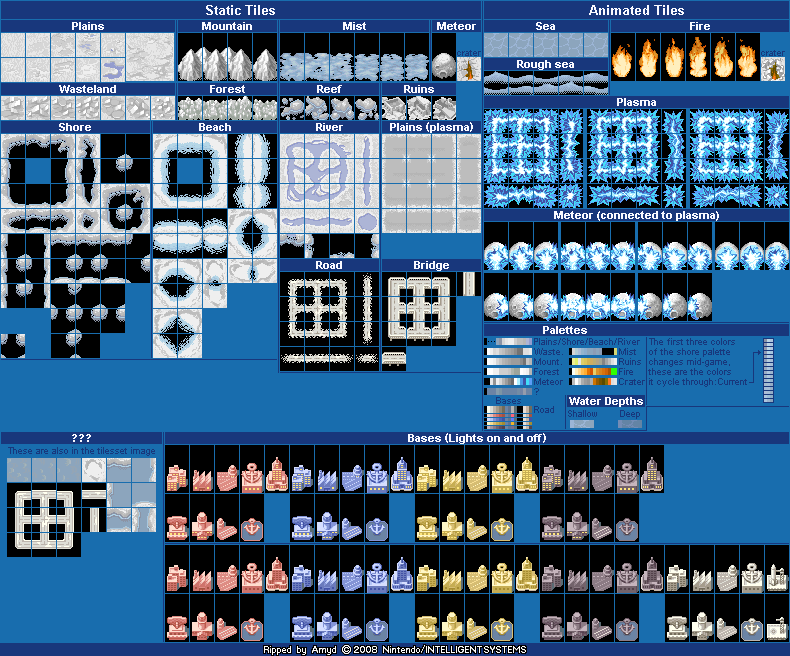 Static Tiles
Animated Tiles
Plains
Mountain
Mist
Meteor
Sea
Fire
crater
crater
Rough sea
Wasteland
Forest
Reef
Ruins
Plasma
Shore
Beach
River
Plains (plasma)
Meteor (connected to plasma)
Road
Bridge
Palettes
Plains/Shore/Beach/River
Waste. Mist
Mount. Ruins
Forest Fire
Meteor Crater
?
Bases
Road
The first three colors
of the shore palette
changes mid-game,
these are the colors
it cycle through:Current
Water Depths
Shallow Deep
???
These are also in the tilesset image
Bases (Lights on and off)
Ripped by Amyd © 2008 Nintendo/INTELLIGENT SYSTEMS